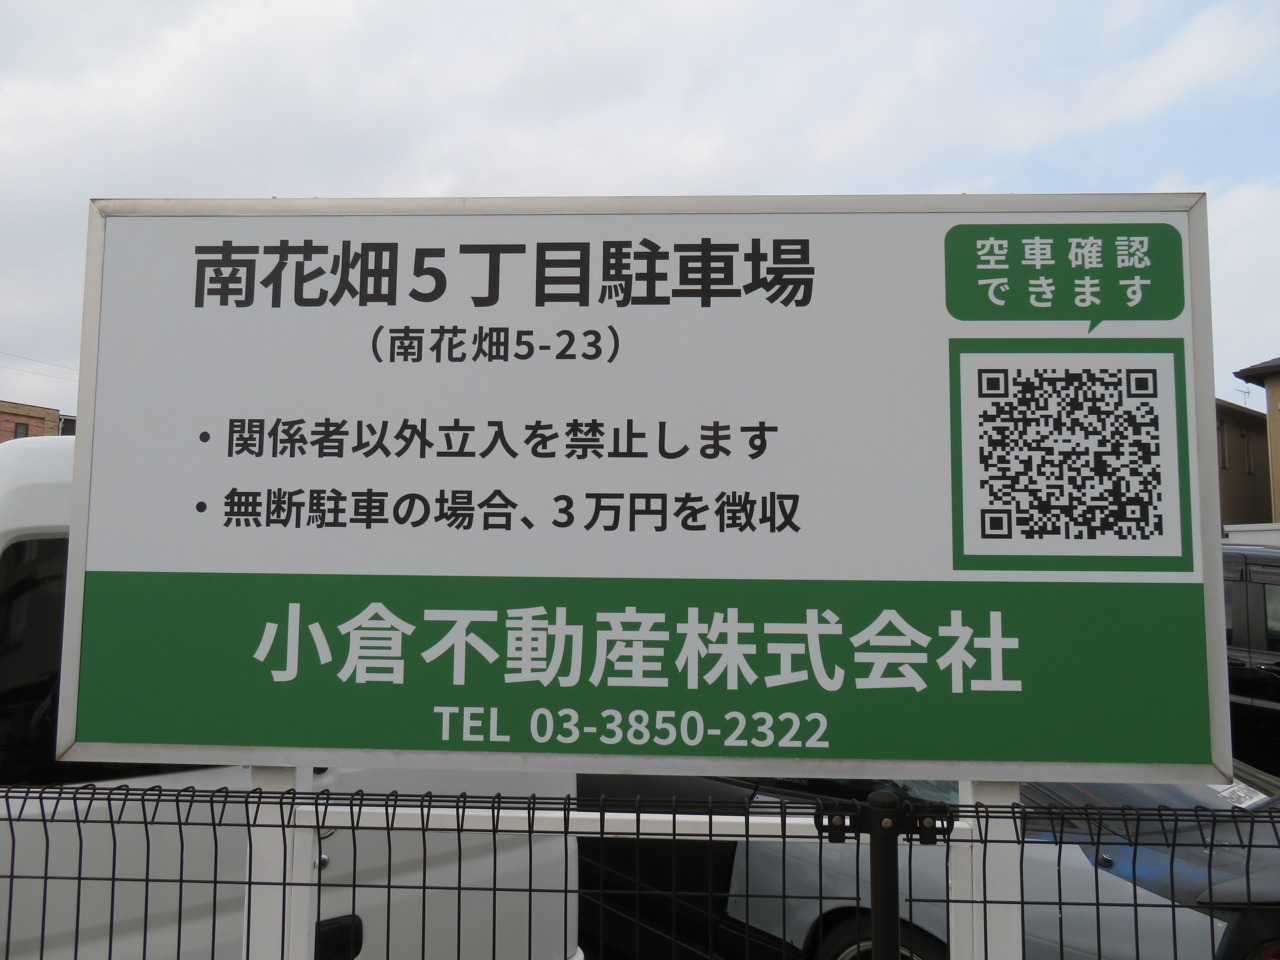 南花畑5丁目駐車場
（南花畑5-23）
・関係者以外立入を禁止します
・無断駐車の場合、3万円を徴収
空車確認
できます
小倉不動産株式会社
TEL 03-3850-2322